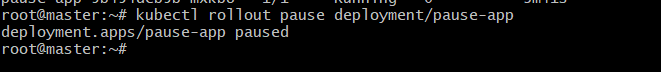 root@master:~# kubectl rollout pause deployment/pause-app
deployment.apps/pause-app paused
root@master:~#